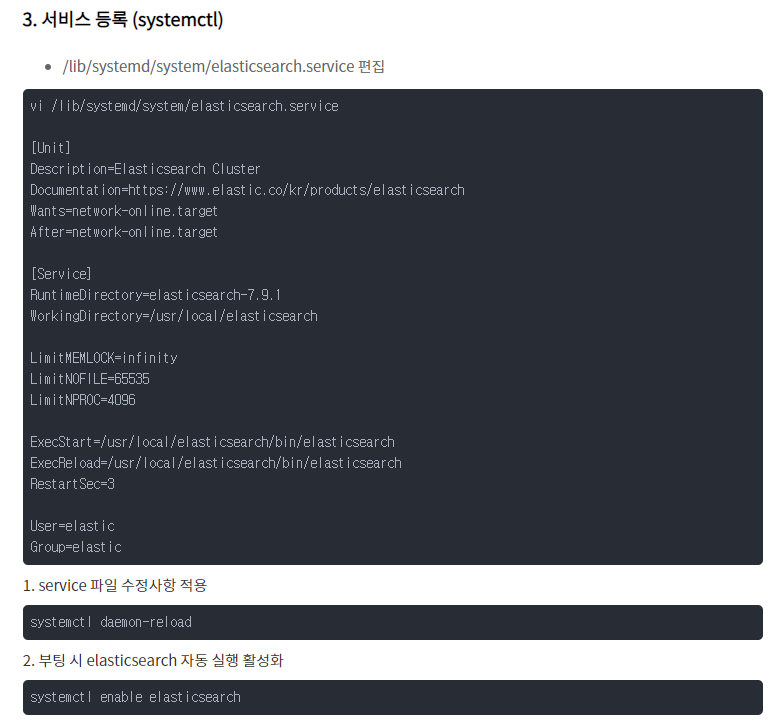 3. 서비스 등록 (systemctl)
• /lib/systemd/system/elasticsearch.service 편집
vi /lib/systemd/system/elasticsearch.service
[Unit]
Description=Elasticsearch Cluster
Documentation=https://www.elastic.co/kr/products/elasticsearch
Wants=network-online.target
After=network-online.target
[Service]
RuntimeDirectory=elasticsearch-7.9.1
WorkingDirectory=/usr/local/elasticsearch
LimitMEMLOCK=infinity
LimitNOFILE=65535
LimitNPROC=4096
ExecStart=/usr/local/elasticsearch/bin/elasticsearch
ExecReload=/usr/local/elasticsearch/bin/elasticsearch
RestartSec=3
User=elastic
Group=elastic
1. service 파일 수정사항 적용
systemctl daemon-reload
2. 부팅 시 elasticsearch 자동 실행 활성화
systemctl enable elasticsearch